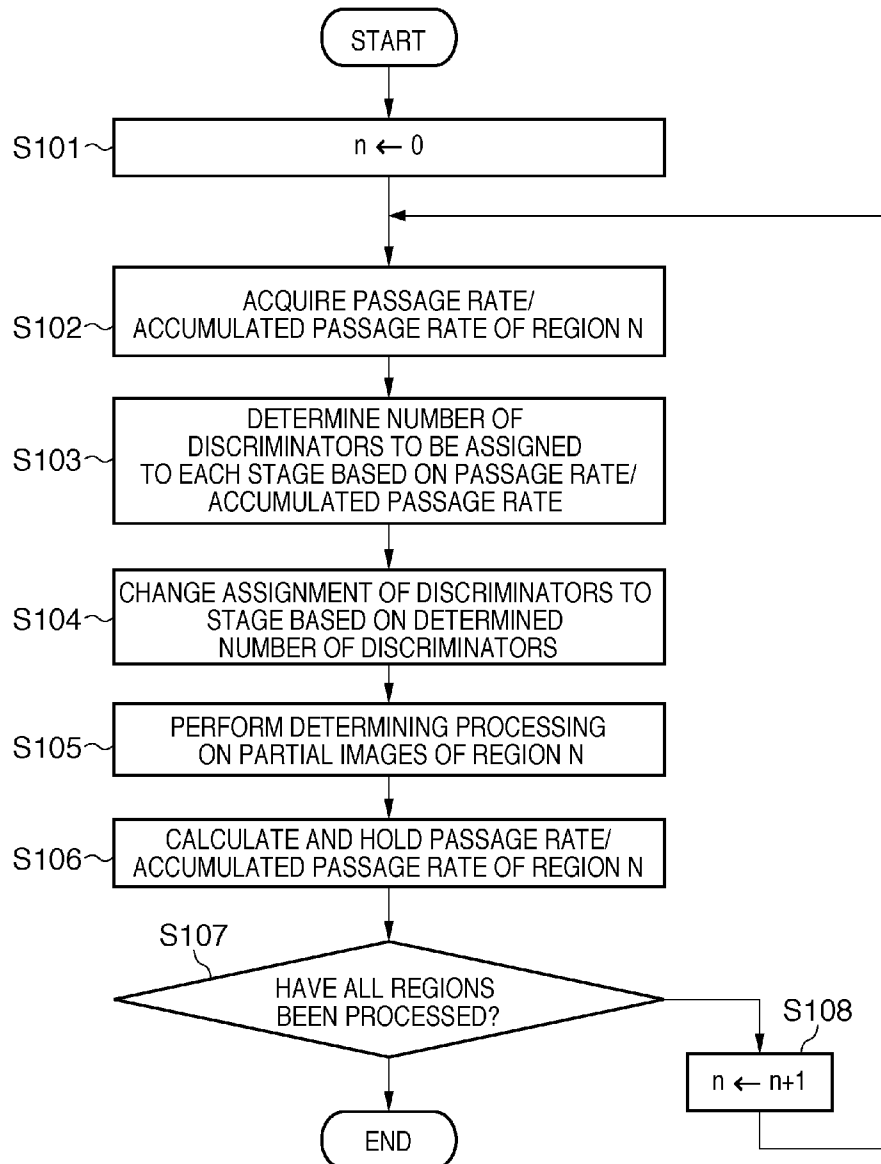 START
S101
n ← 0
S102
ACQUIRE PASSAGE RATE/
ACCUMULATED PASSAGE RATE OF REGION N
S103
DETERMINE NUMBER OF
DISCRIMINATORS TO BE ASSIGNED
TO EACH STAGE BASED ON PASSAGE RATE/
ACCUMULATED PASSAGE RATE
S104
CHANGE ASSIGNMENT OF DISCRIMINATORS TO
STAGE BASED ON DETERMINED
NUMBER OF DISCRIMINATORS
S105
PERFORM DETERMINING PROCESSING
ON PARTIAL IMAGES OF REGION N
S106
CALCULATE AND HOLD PASSAGE RATE/
ACCUMULATED PASSAGE RATE OF REGION N
S107
HAVE ALL REGIONS
BEEN PROCESSED?
S108
n ← n+1
END